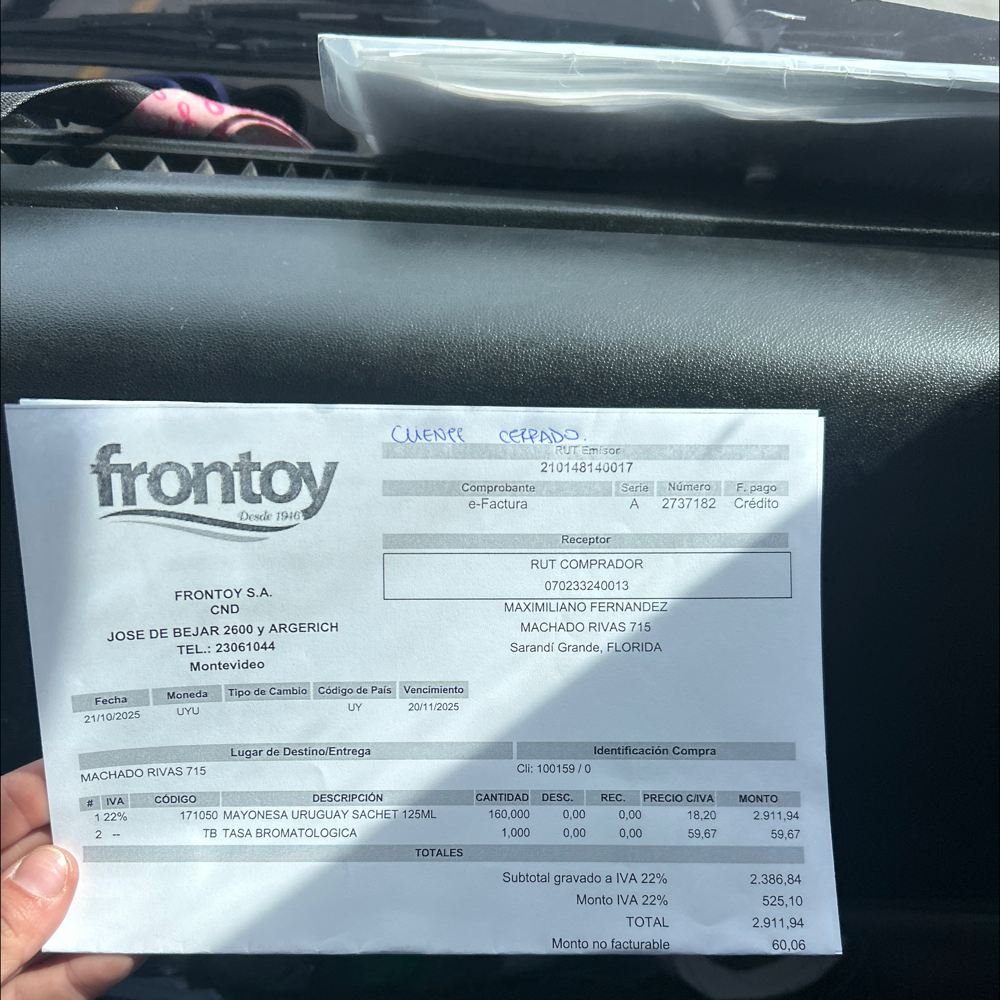 CLIENTE CERRADO.
frontoy
Desde 1946
RUT Emisor
210148140017
Comprobante Serie Número F. pago
e-Factura A 2737182 Crédito
Receptor
RUT COMPRADOR
070233240013
MAXIMILIANO FERNANDEZ
MACHADO RIVAS 715
Sarandí Grande, FLORIDA
FRONTOY S.A.
CND
JOSE DE BEJAR 2600 y ARGERICH
TEL.: 23061044
Montevideo
Fecha Moneda Tipo de Cambio Código de País Vencimiento
21/10/2025 UYU UY 20/11/2025
Lugar de Destino/Entrega Identificación Compra
MACHADO RIVAS 715 Cli: 100159 / 0
# IVA CÓDIGO DESCRIPCIÓN CANTIDAD DESC. REC. PRECIO C/IVA MONTO
1 22% 171050 MAYONESA URUGUAY SACHET 125ML 160,000 0,00 0,00 18,20 2.911,94
2 -- TB TASA BROMATOLOGICA 1,000 0,00 0,00 59,67 59,67
TOTALES
Subtotal gravado a IVA 22% 2.386,84
Monto IVA 22% 525,10
TOTAL 2.911,94
Monto no facturable 60,06